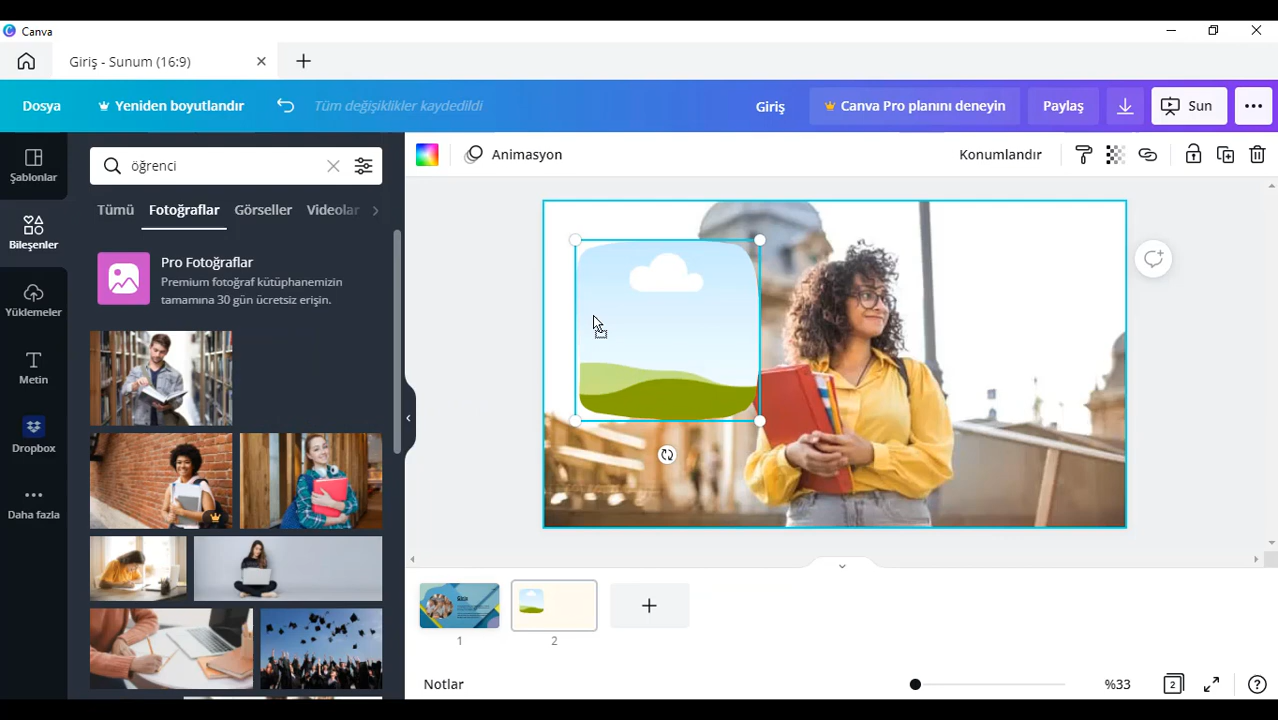 Canva
Giriş - Sunum (16:9)
Dosya
Yeniden boyutlandır
Tüm değişiklikler kaydedildi
Giriş
Canva Pro planını deneyin
Paylaş
Sun
Şablonlar
Bileşenler
Yüklemeler
Metin
Dropbox
Daha fazla
öğrenci
Tümü Fotoğraflar Görseller Videolar
Pro Fotoğraflar
Premium fotoğraf kütüphanemizin
tamamına 30 gün ücretsiz erişin.
Animasyon
Konumlandır
1
2
Notlar
%33
2